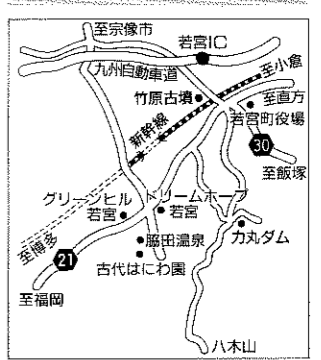 至宗像市
若宮IC
九州自動車道
至小倉
竹原古墳
至直方
若宮町役場
新幹線
30
至飯塚
グリーンヒル
若宮
ドリームホープ
若宮
力丸ダム
脇田温泉
至博多
21
古代はにわ園
至福岡
八木山